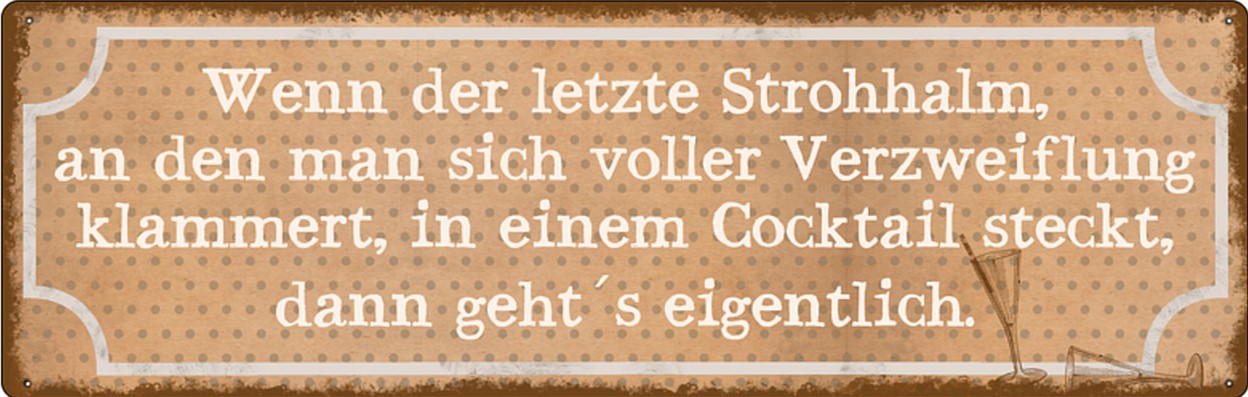 Wenn der letzte Strohhalm,
an den man sich voller Verzweiflung
klammert, in einem Cocktail steckt,
dann geht´s eigentlich.